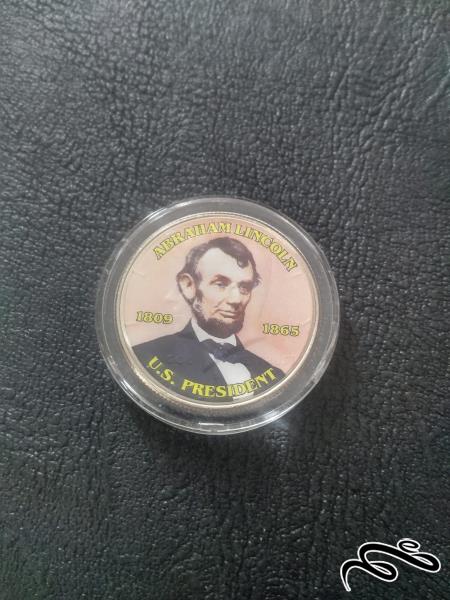 ABRAHAM LINCOLN
1809
1865
U.S. PRESIDENT